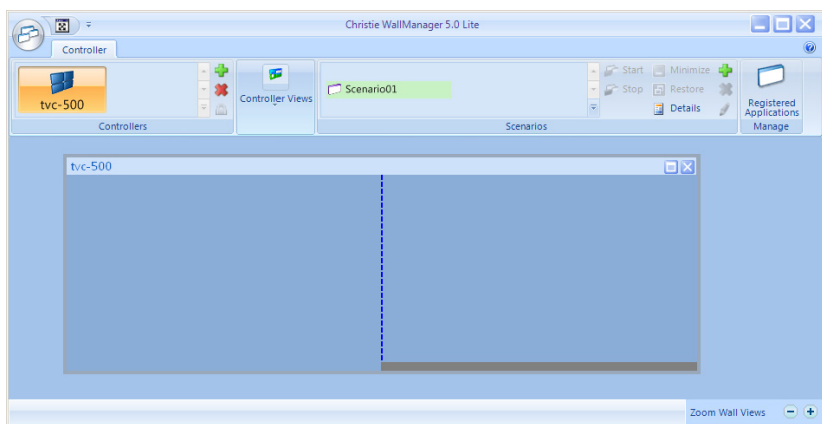 Christie WallManager 5.0 Lite
Controller
tvc-500
Controllers
Controller Views
Scenario01
Start
Minimize
Stop
Restore
Details
Scenarios
Registered
Applications
Manage
tvc-500
Zoom Wall Views